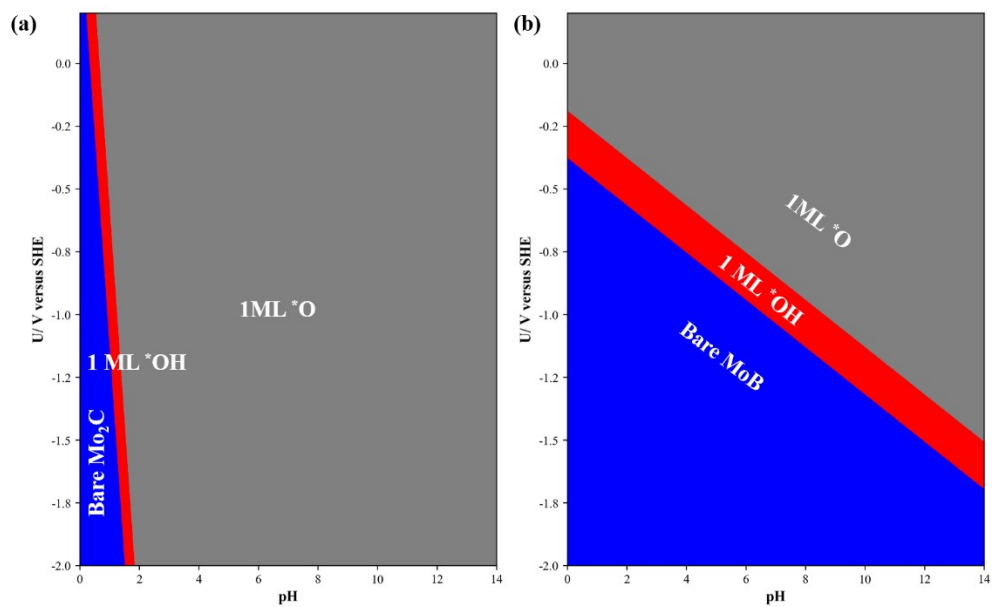 (a)
U/ V versus SHE
0.0
-0.2
-0.5
-0.8
-1.0
-1.2
-1.5
-1.8
-2.0
1ML *O
1 ML *OH
Bare Mo₂C
0 2 4 6 8 10 12 14
pH
(b)
U/ V versus SHE
0.0
-0.2
-0.5
-0.8
-1.0
-1.2
-1.5
-1.8
-2.0
1ML *O
1 ML *OH
Bare MoB
0 2 4 6 8 10 12 14
pH